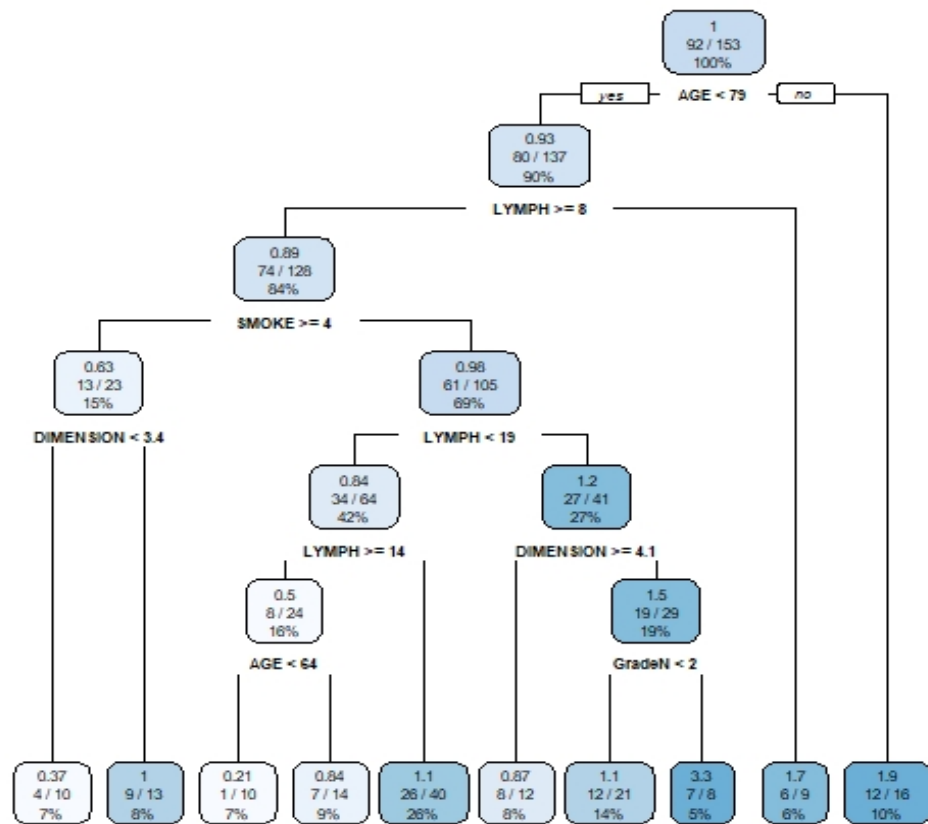 1
92 / 153
100%
yes AGE < 79 no
0.93
80 / 137
90%
LYMPH >= 8
0.89
74 / 128
84%
SMOKE >= 4
0.63
13 / 23
15%
0.98
61 / 105
69%
DIMENSION < 3.4
LYMPH < 19
0.84
34 / 64
42%
1.2
27 / 41
27%
LYMPH >= 14
DIMENSION >= 4.1
0.5
8 / 24
16%
1.5
19 / 29
19%
AGE < 64
GradeN < 2
0.37
4 / 10
7%
1
9 / 13
8%
0.21
1 / 10
7%
0.84
7 / 14
9%
1.1
26 / 40
26%
0.87
8 / 12
8%
1.1
12 / 21
14%
3.3
7 / 8
5%
1.7
6 / 9
6%
1.9
12 / 16
10%